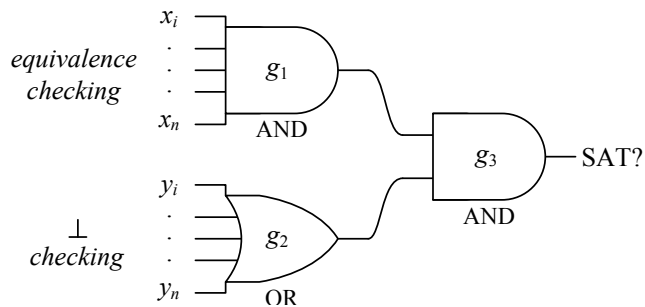 xi
equivalence
checking
.
.
.
xn
g1
AND
yi
⊥
checking
.
.
.
yn
g2
OR
g3
AND
SAT?